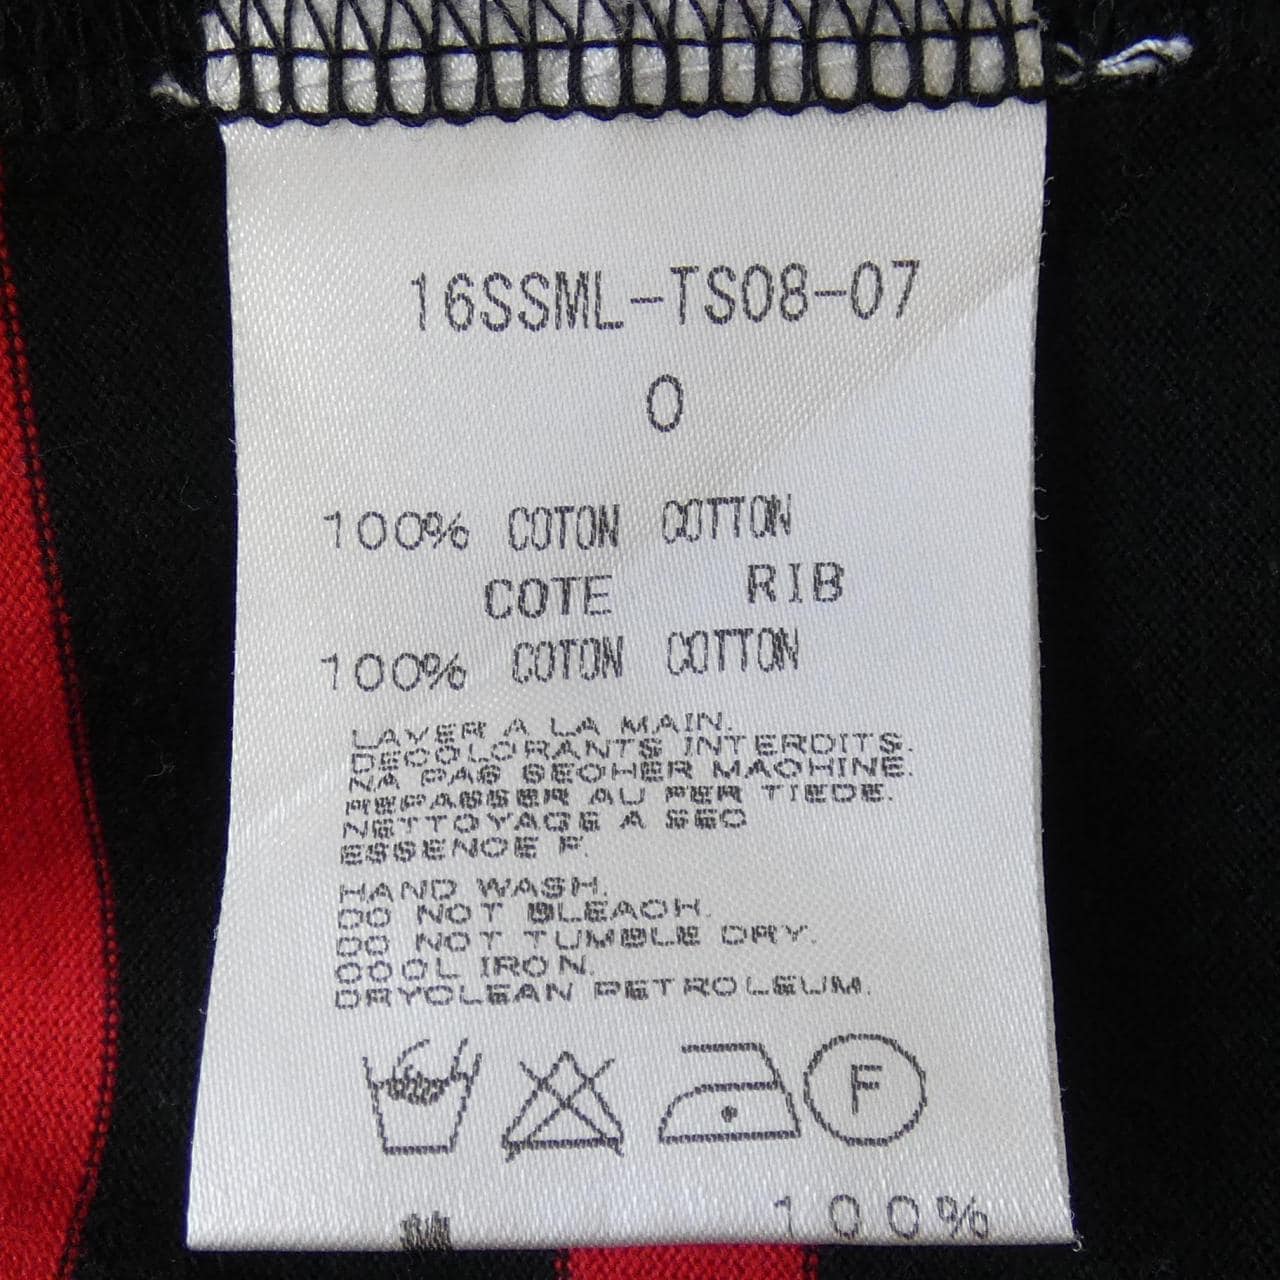 16SSML-TS08-07
0
100% COTON COTTON
COTE RIB
100% COTON COTTON
LAVER A LA MAIN.
DECOLORANTS INTERDITS.
NA PAS SECHER MACHINE.
REPASSER AU FER TIEDE.
NETTOYAGE A SEC
ESSENCE F.
HAND WASH.
DO NOT BLEACH.
DO NOT TUMBLE DRY.
COOL IRON.
DRYCLEAN PETROLEUM.
F
100%